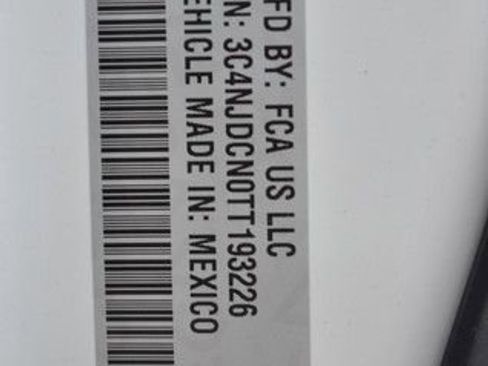 FD BY: FCA US LLC
N: 3C4NJDCN0TT193226
EHICLE MADE IN: MEXICO